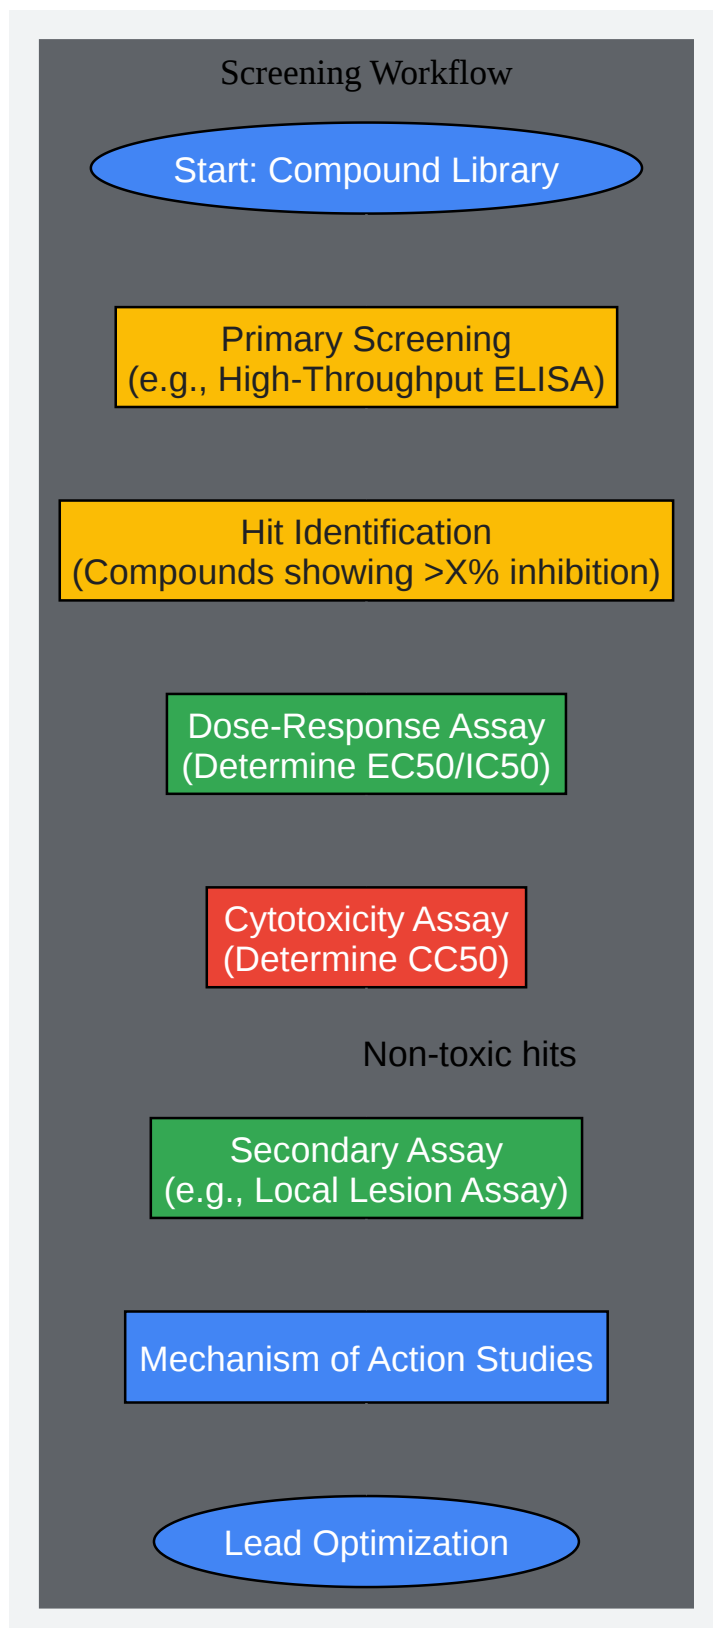 Screening Workflow
Start: Compound Library
Primary Screening
(e.g., High-Throughput ELISA)
Hit Identification
(Compounds showing >X% inhibition)
Dose-Response Assay
(Determine EC50/IC50)
Cytotoxicity Assay
(Determine CC50)
Non-toxic hits
Secondary Assay
(e.g., Local Lesion Assay)
Mechanism of Action Studies
Lead Optimization